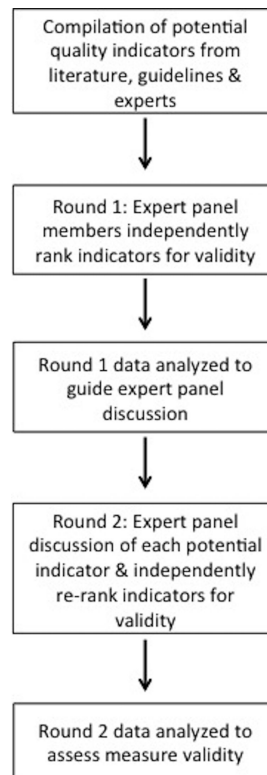 Compilation of potential
quality indicators from
literature, guidelines &
experts
Round 1: Expert panel
members independently
rank indicators for validity
Round 1 data analyzed to
guide expert panel
discussion
Round 2: Expert panel
discussion of each potential
indicator & independently
re-rank indicators for
validity
Round 2 data analyzed to
assess measure validity